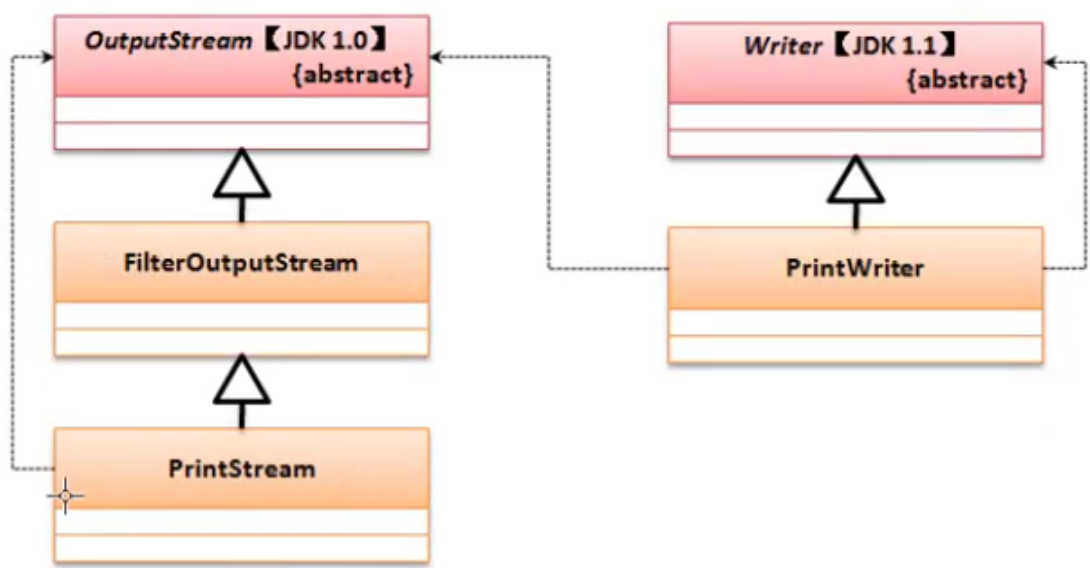 OutputStream【JDK 1.0】
{abstract}
Writer【JDK 1.1】
{abstract}
FilterOutputStream
PrintWriter
PrintStream